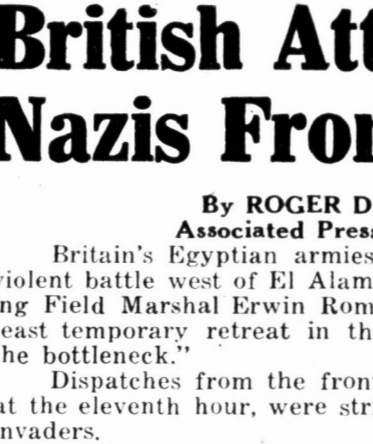 British Att
Nazis Fro
By ROGER D
Associated Pres
Britain's Egyptian armies
violent battle west of El Alam
ng Field Marshal Erwin Rom
east temporary retreat in th
he bottleneck."
Dispatches from the fron
at the eleventh hour, were str
nvaders.